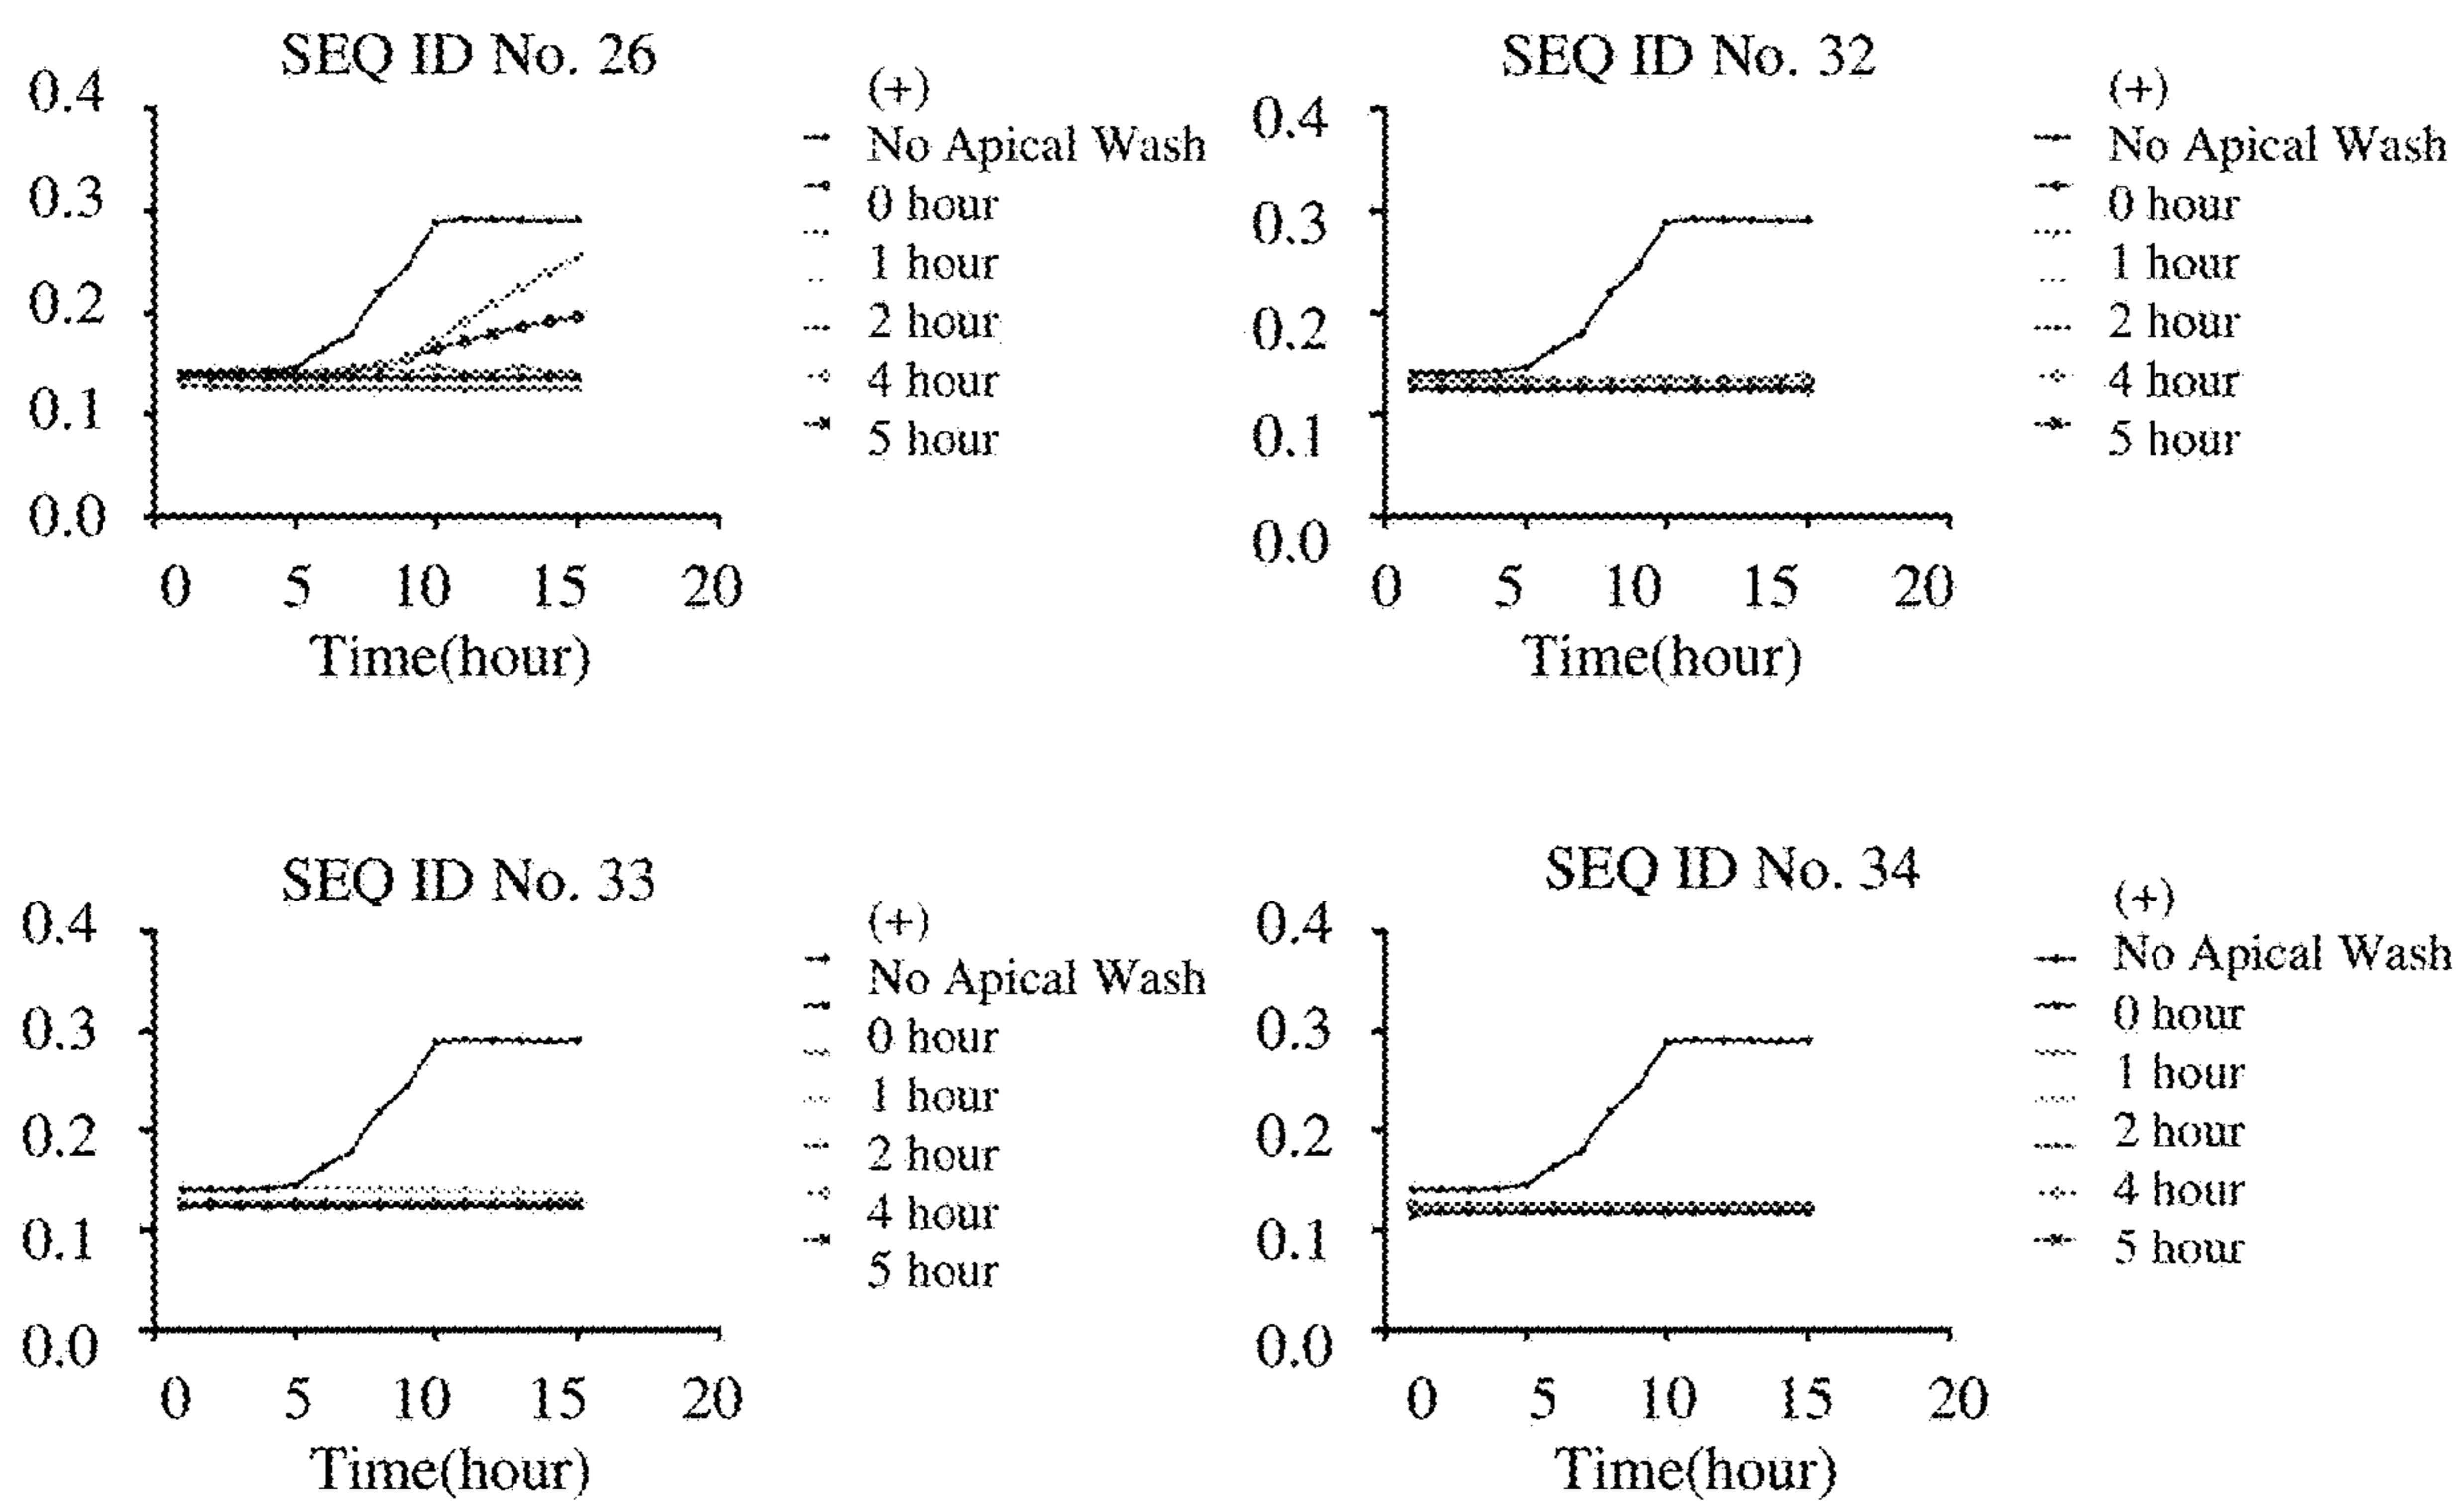 SEQ ID No. 26
0.4
0.3
0.2
0.1
0.0
0 5 10 15 20
Time(hour)
(+)
No Apical Wash
0 hour
1 hour
2 hour
4 hour
5 hour
SEQ ID No. 32
0.4
0.3
0.2
0.1
0.0
0 5 10 15 20
Time(hour)
(+)
No Apical Wash
0 hour
1 hour
2 hour
4 hour
5 hour
SEQ ID No. 33
0.4
0.3
0.2
0.1
0.0
0 5 10 15 20
Time(hour)
(+)
No Apical Wash
0 hour
1 hour
2 hour
4 hour
5 hour
SEQ ID No. 34
0.4
0.3
0.2
0.1
0.0
0 5 10 15 20
Time(hour)
(+)
No Apical Wash
0 hour
1 hour
2 hour
4 hour
5 hour